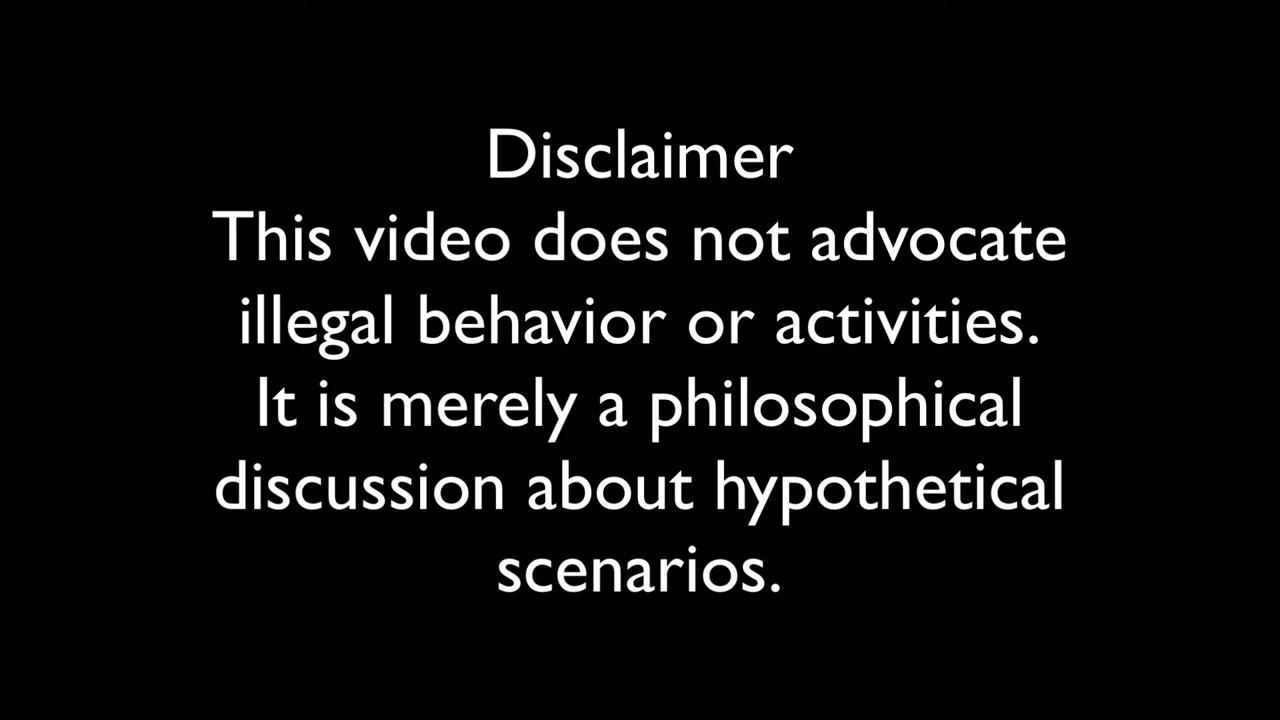 Disclaimer
This video does not advocate
illegal behavior or activities.
It is merely a philosophical
discussion about hypothetical
scenarios.